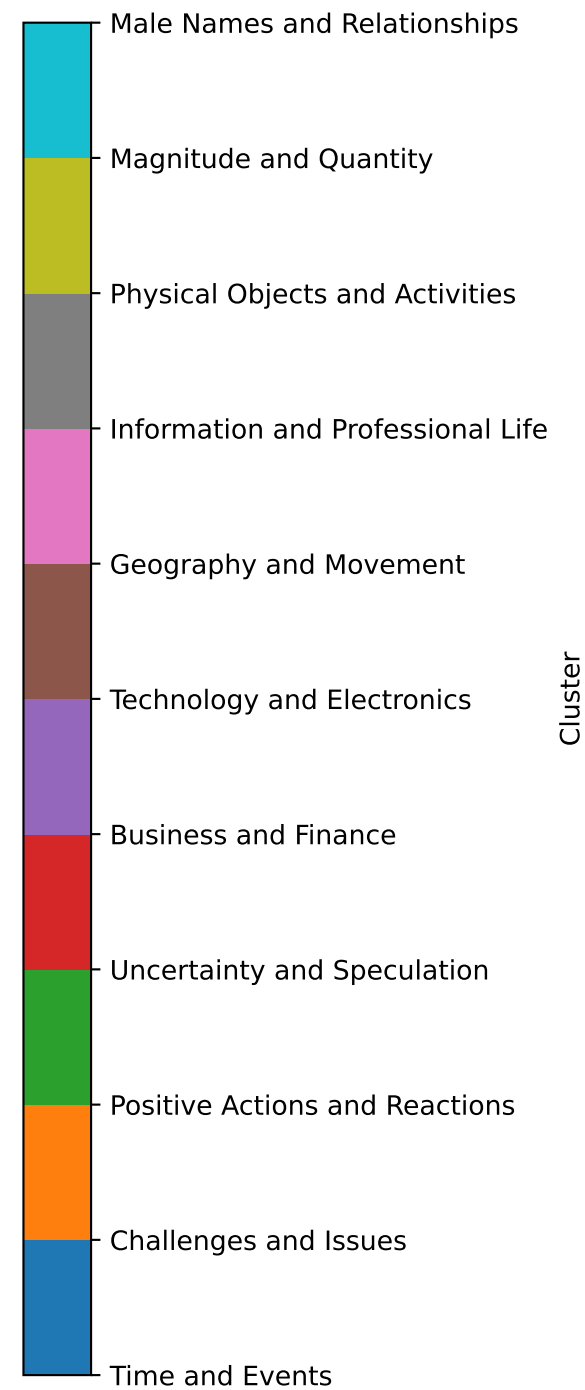 Male Names and Relationships
Magnitude and Quantity
Physical Objects and Activities
Information and Professional Life
Geography and Movement
Technology and Electronics
Cluster
Business and Finance
Uncertainty and Speculation
Positive Actions and Reactions
Challenges and Issues
Time and Events